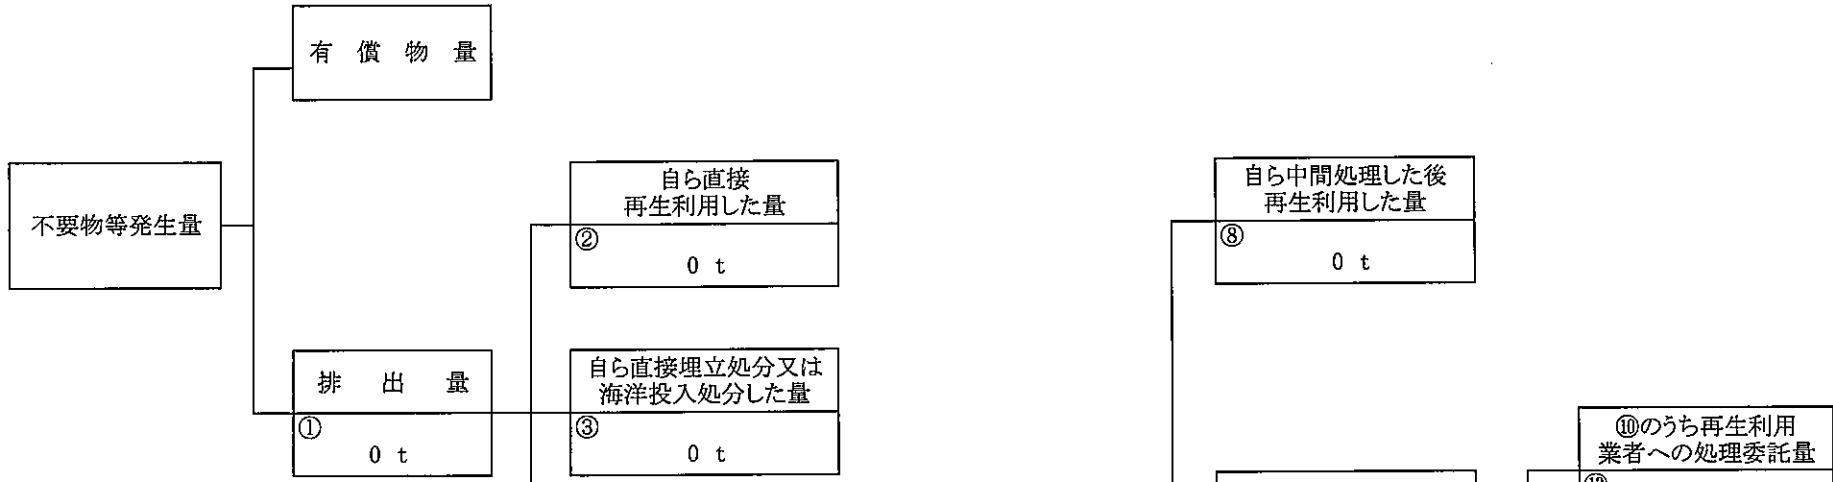 有償物量
不要物等発生量
自ら直接
再生利用した量
②
0 t
自ら中間処理した後
再生利用した量
⑧
0 t
排出量
①
0 t
自ら直接埋立処分又は
海洋投入処分した量
③
0 t
⑩のうち再生利用
業者への処理委託量